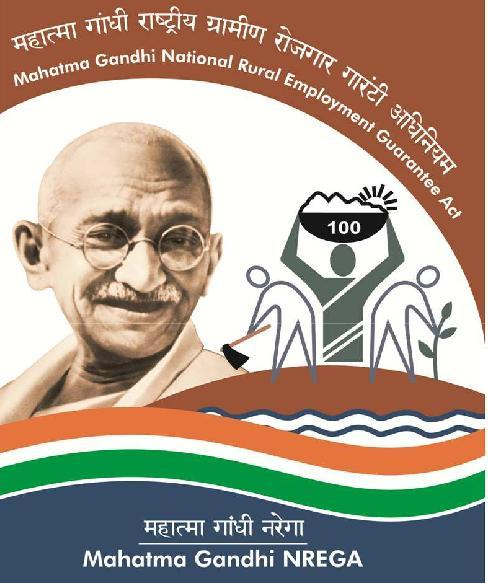 महात्मा गांधी राष्ट्रीय ग्रामीण रोजगार गारंटी अधिनियम
Mahatma Gandhi National Rural Employment Guarantee Act
100
महात्मा गांधी नरेगा
Mahatma Gandhi NREGA